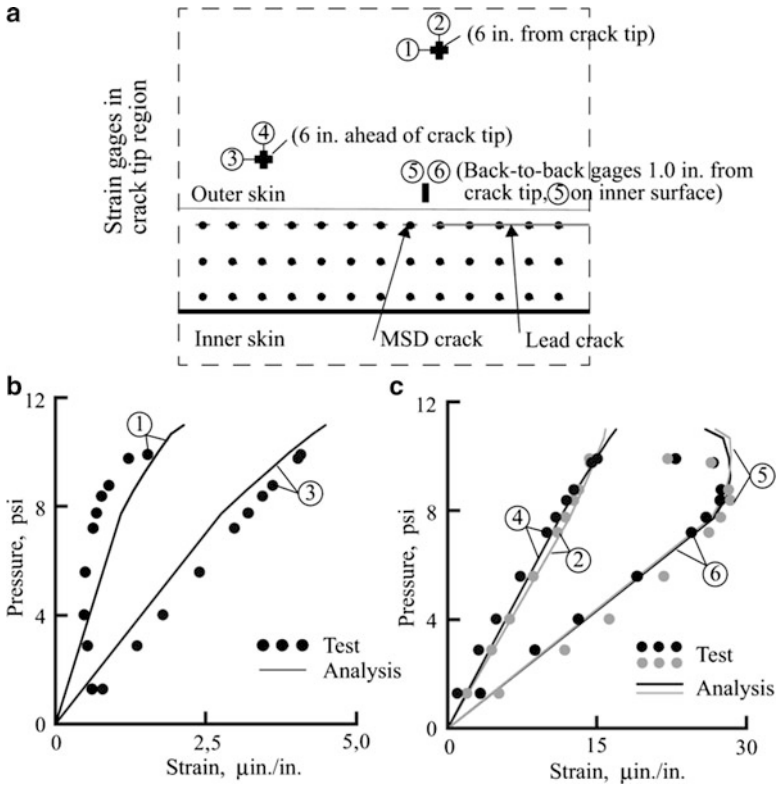 a
Strain gages in
crack tip region
②
① (6 in. from crack tip)
④
③ (6 in. ahead of crack tip)
⑤⑥ (Back-to-back gages 1.0 in. from
crack tip, ⑤ on inner surface)
Outer skin
Inner skin
MSD crack
Lead crack
b
12
8
4
0
Pressure, psi
①
③
Test
Analysis
0
2,5
5,0
Strain, µin./in.
c
12
8
4
0
Pressure, psi
④
②
⑤
⑥
Test
Analysis
0
15
30
Strain, µin./in.